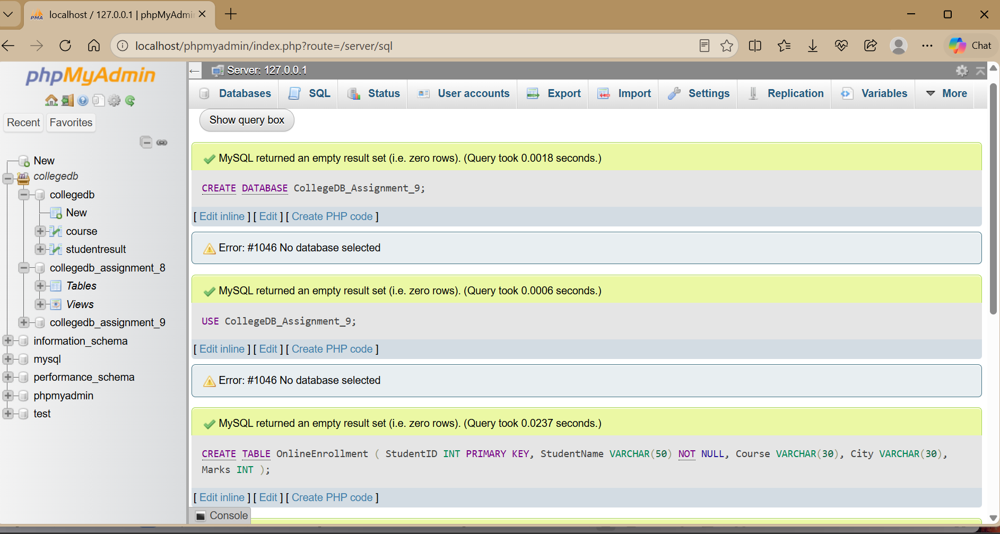 localhost / 127.0.0.1 | phpMyAdmi
localhost/phpmyadmin/index.php?route=/server/sql
Chat
phpMyAdmin
Recent
Favorites
New
collegedb
collegedb
New
course
studentresult
collegedb_assignment_8
Tables
Views
collegedb_assignment_9
information_schema
mysql
performance_schema
phpmyadmin
test
Server: 127.0.0.1
Databases
SQL
Status
User accounts
Export
Import
Settings
Replication
Variables
More
Show query box
MySQL returned an empty result set (i.e. zero rows). (Query took 0.0018 seconds.)
CREATE DATABASE CollegeDB_Assignment_9;
[ Edit inline ] [ Edit ] [ Create PHP code ]
Error: #1046 No database selected
MySQL returned an empty result set (i.e. zero rows). (Query took 0.0006 seconds.)
USE CollegeDB_Assignment_9;
[ Edit inline ] [ Edit ] [ Create PHP code ]
Error: #1046 No database selected
MySQL returned an empty result set (i.e. zero rows). (Query took 0.0237 seconds.)
CREATE TABLE OnlineEnrollment ( StudentID INT PRIMARY KEY, StudentName VARCHAR(50) NOT NULL, Course VARCHAR(30), City VARCHAR(30),
Marks INT );
[ Edit inline ] [ Edit ] [ Create PHP code ]
Console